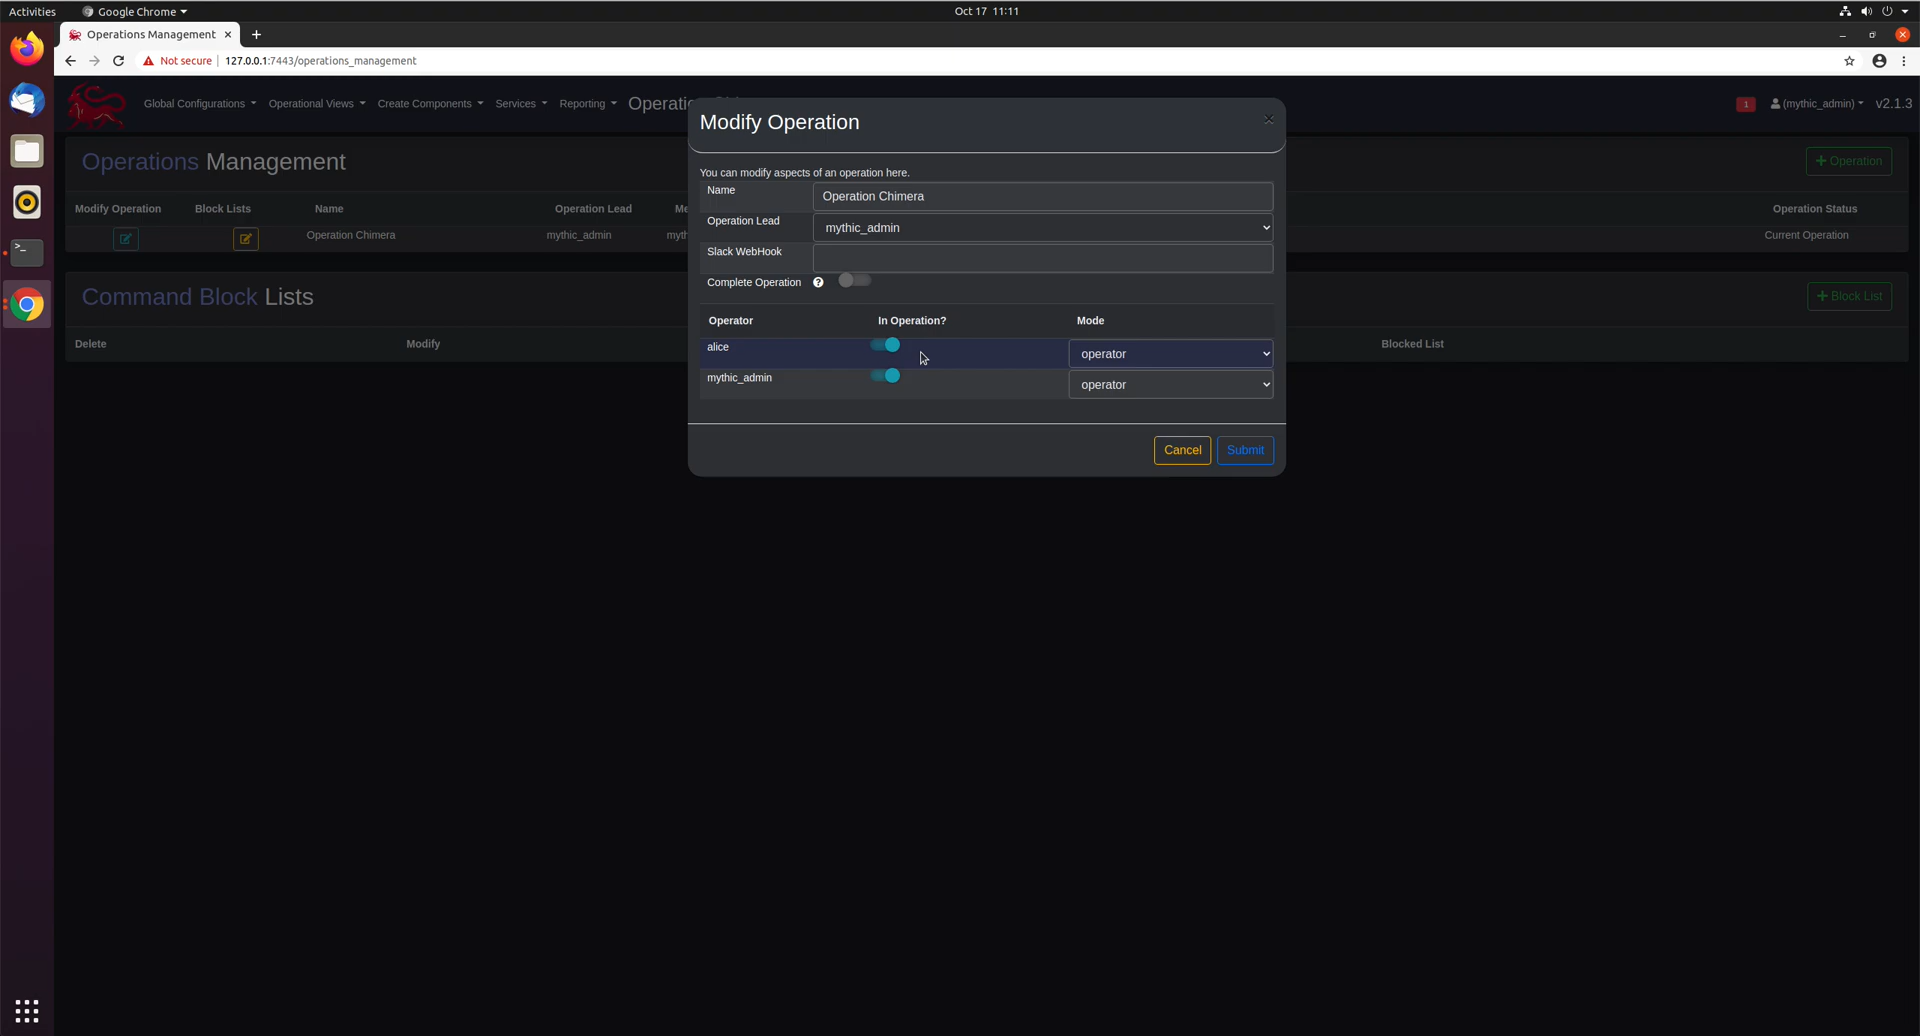 Activities
Google Chrome
Oct 17 11:11
Operations Management
Not secure
127.0.0.1:7443/operations_management
Global Configurations
Operational Views
Create Components
Services
Reporting
1
(mythic_admin)
v2.1.3
Operations Management
+ Operation
Modify Operation
Block Lists
Name
Operation Lead
Operation Status
Operation Chimera
mythic_admin
Current Operation
Command Block Lists
+ Block List
Delete
Modify
Blocked List
Modify Operation
×
You can modify aspects of an operation here.
Name
Operation Chimera
Operation Lead
mythic_admin
Slack WebHook
Complete Operation
?
Operator
In Operation?
Mode
alice
operator
mythic_admin
operator
Cancel
Submit